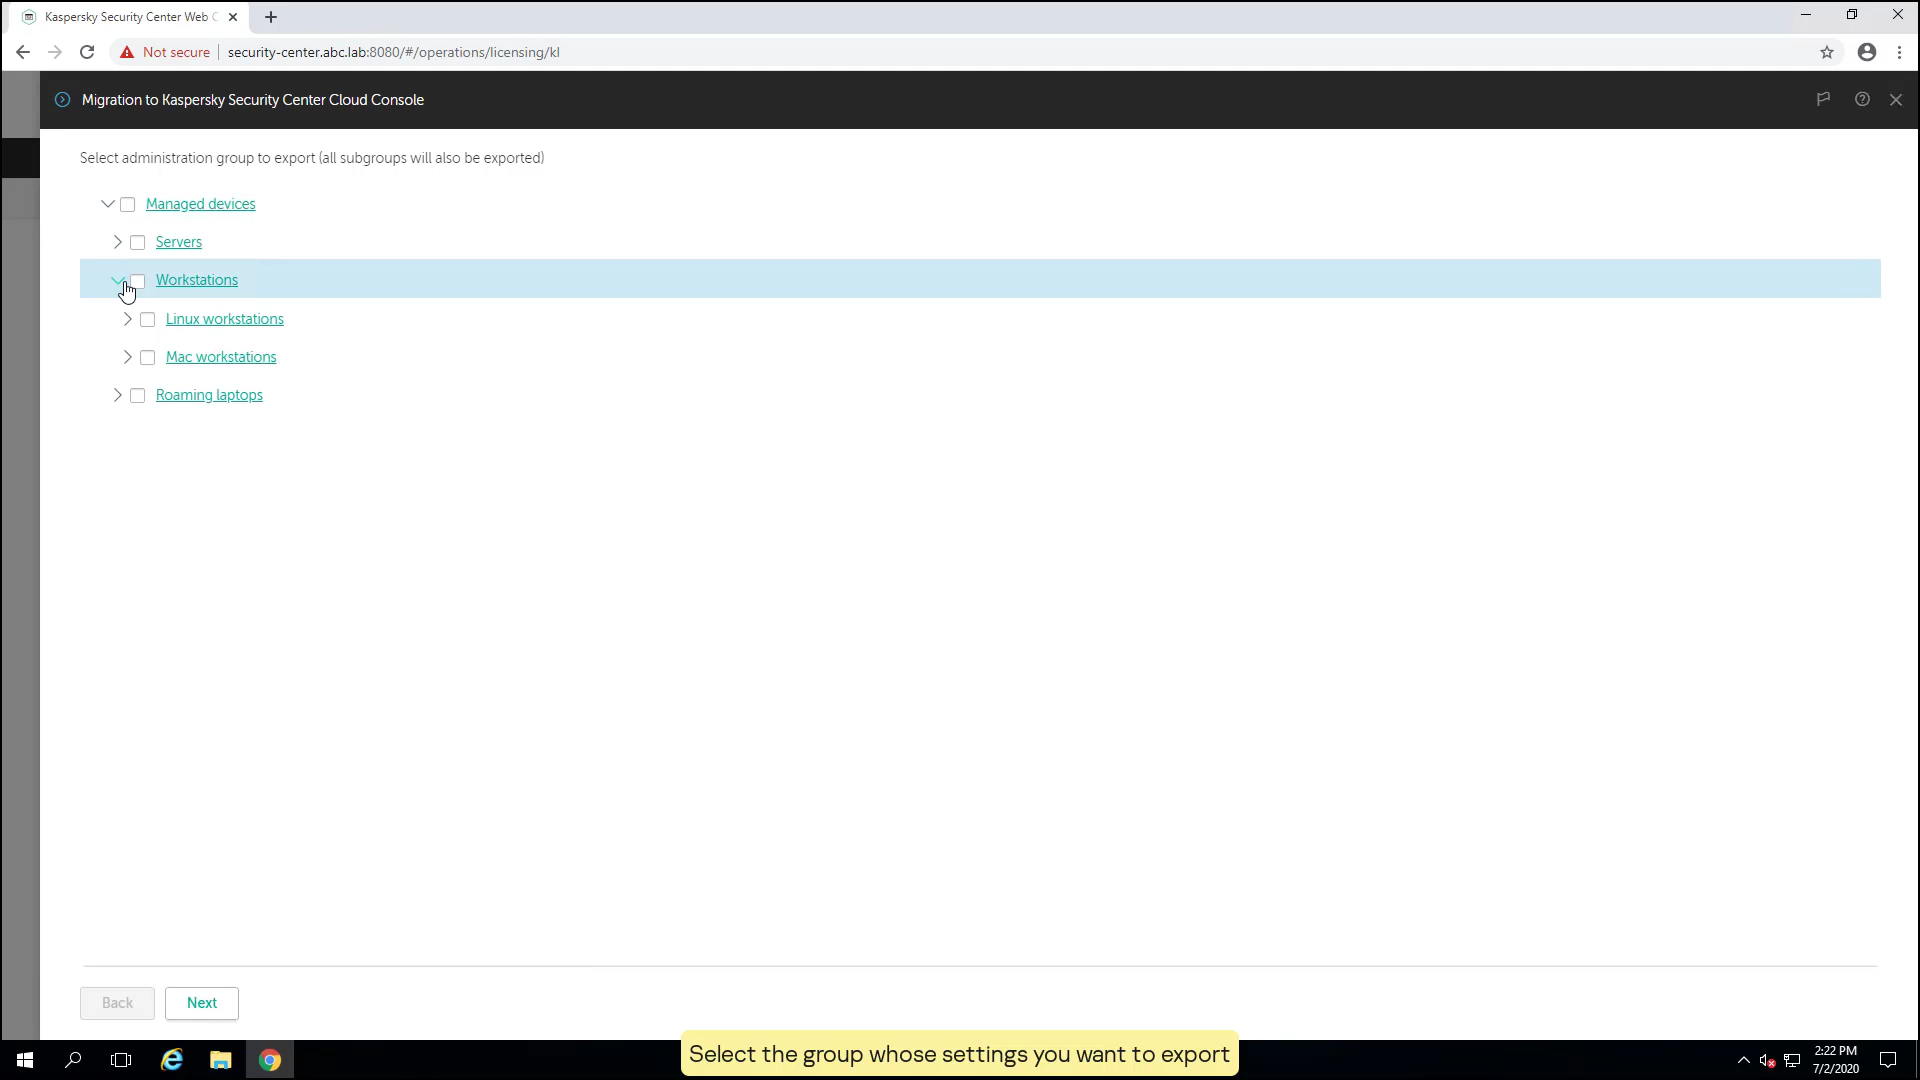 Kaspersky Security Center Web C
Not secure
security-center.abc.lab:8080/#/operations/licensing/kl
Migration to Kaspersky Security Center Cloud Console
Select administration group to export (all subgroups will also be exported)
Managed devices
Servers
Workstations
Linux workstations
Mac workstations
Roaming laptops
Back
Next
Select the group whose settings you want to export
2:22 PM
7/2/2020